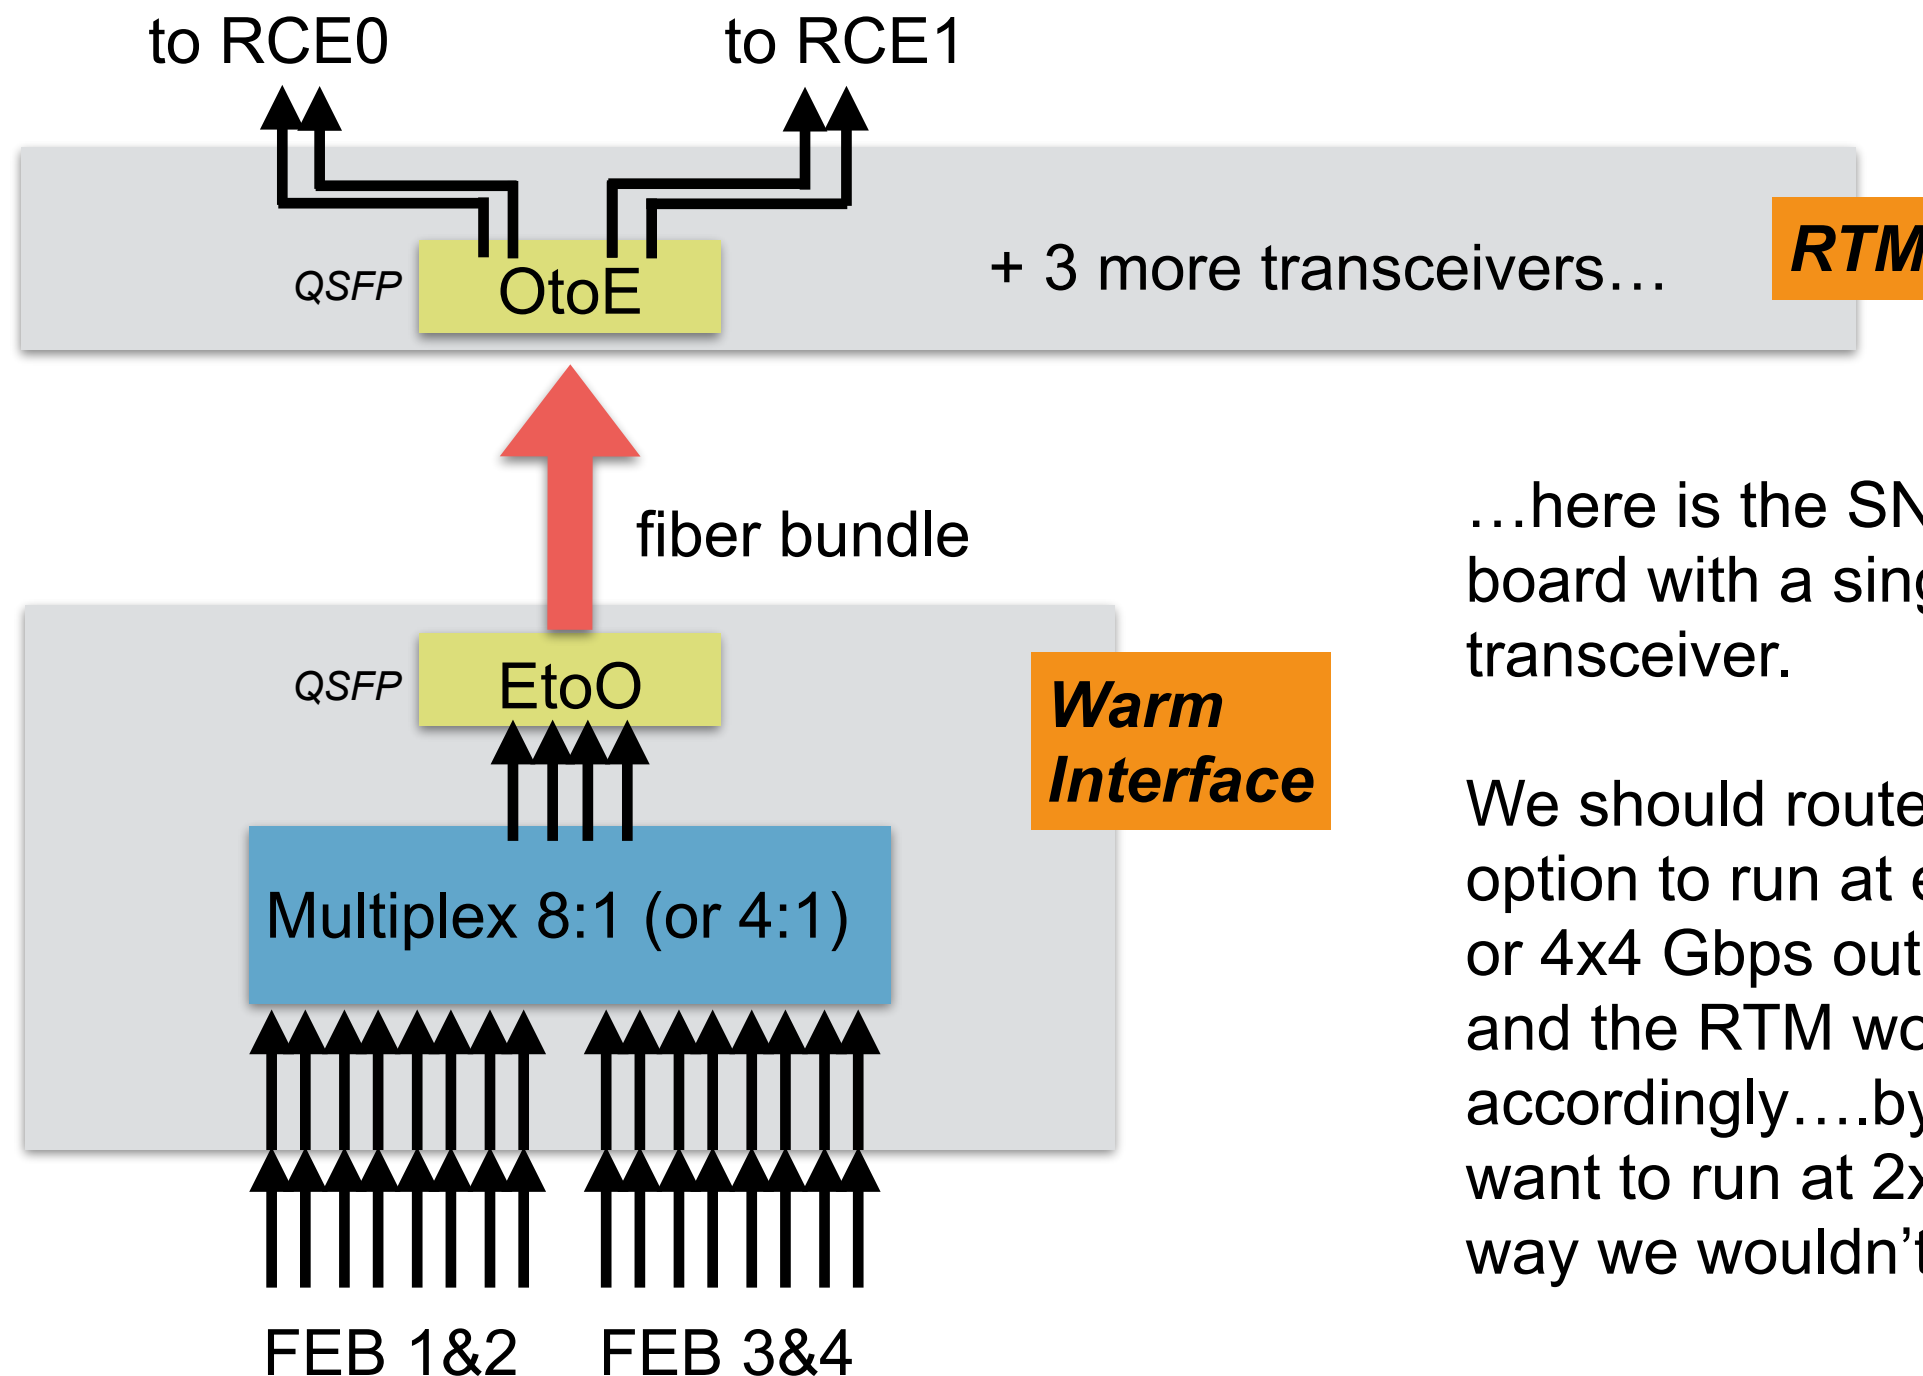 to RCE0 to RCE1
QSFP OtoE + 3 more transceivers… RTM
fiber bundle
QSFP EtoO
Warm
Interface
Multiplex 8:1 (or 4:1)
FEB 1&2 FEB 3&4
…here is the
board with a
transceiver.
We should route
option to run at
or 4x4 Gbps
and the RTM
accordingly….
want to run at
way we wouldn’t